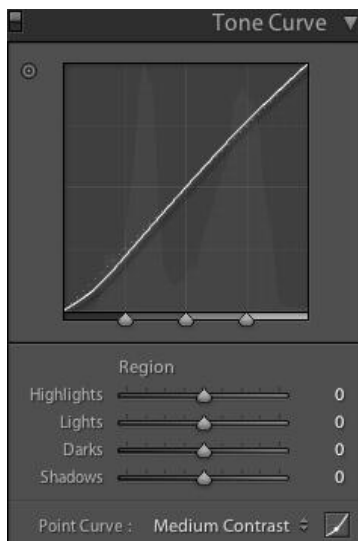 Tone Curve
Region
Highlights 0
Lights 0
Darks 0
Shadows 0
Point Curve : Medium Contrast